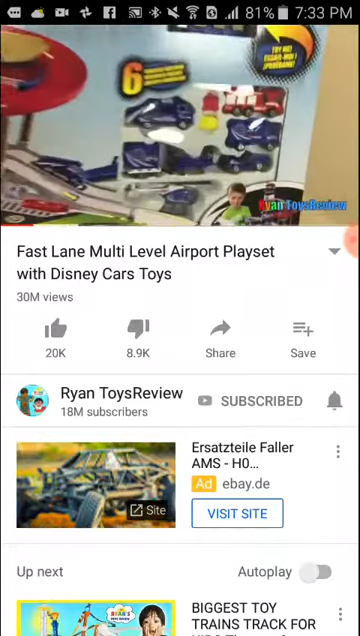 81% 7:33 PM
TRY ME!
6
Ryan ToysReview
Fast Lane Multi Level Airport Playset
with Disney Cars Toys
30M views
20K
8.9K
Share
Save
Ryan ToysReview
18M subscribers
SUBSCRIBED
Ersatzteile Faller
AMS - H0...
Ad ebay.de
Site
VISIT SITE
Up next
Autoplay
BIGGEST TOY
TRAINS TRACK FOR